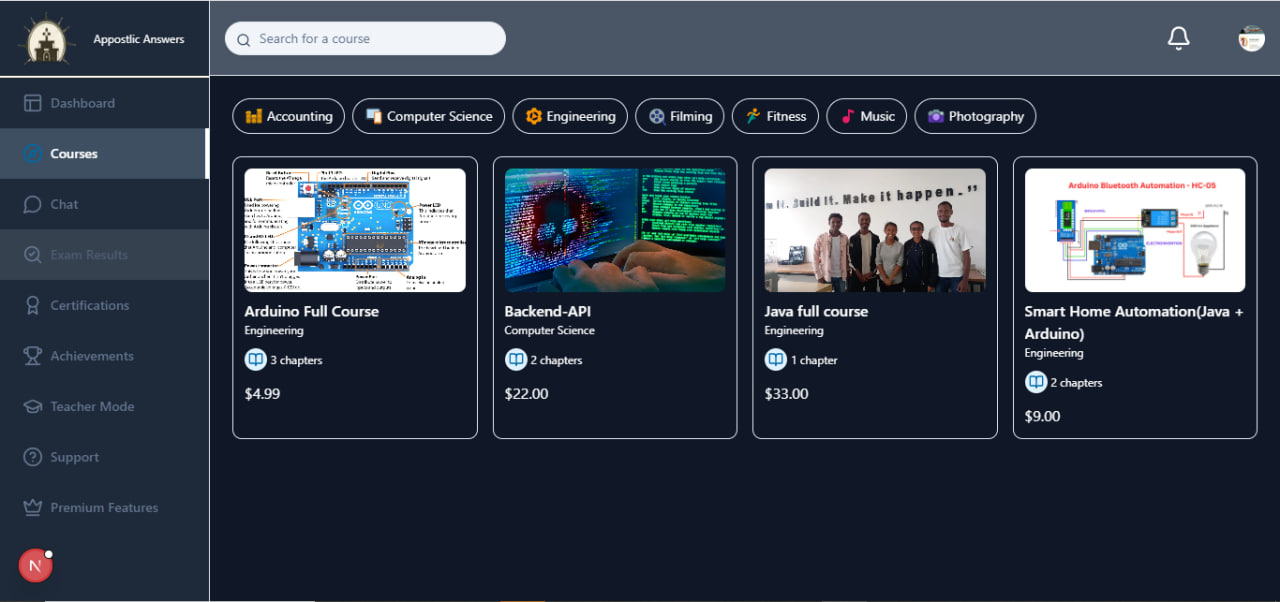 Appostlic Answers
Search for a course
Dashboard
Courses
Chat
Exam Results
Certifications
Achievements
Teacher Mode
Support
Premium Features
N
Accounting
Computer Science
Engineering
Filming
Fitness
Music
Photography
Arduino Full Course
Engineering
3 chapters
$4.99
Backend-API
Computer Science
2 chapters
$22.00
it. Build It. Make it happen.”
Java full course
Engineering
1 chapter
$33.00
Arduino Bluetooth Automation - HC-05
Smart Home Automation(Java +
Arduino)
Engineering
2 chapters
$9.00